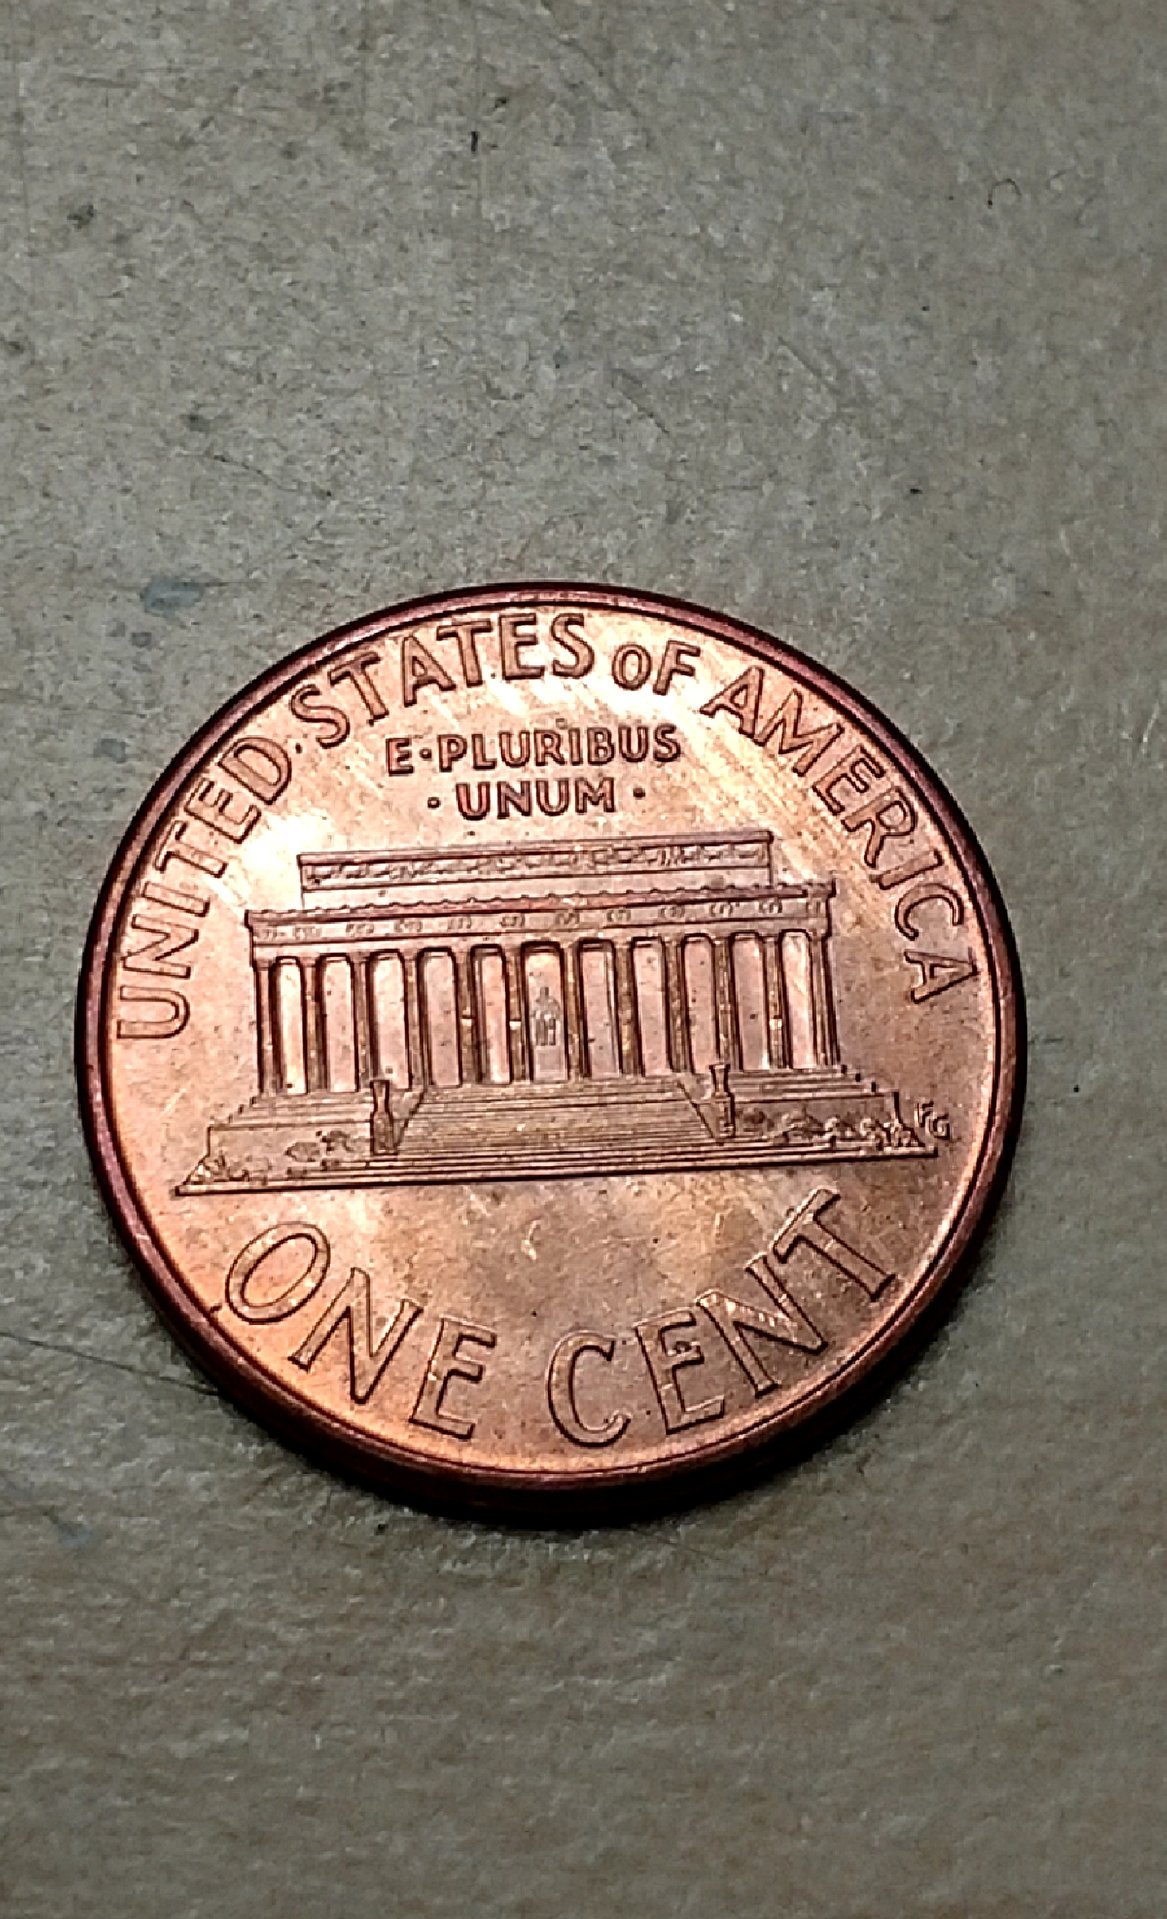 UNITED·STATES OF AMERICA
E·PLURIBUS
·UNUM·
FG
ONE CENT